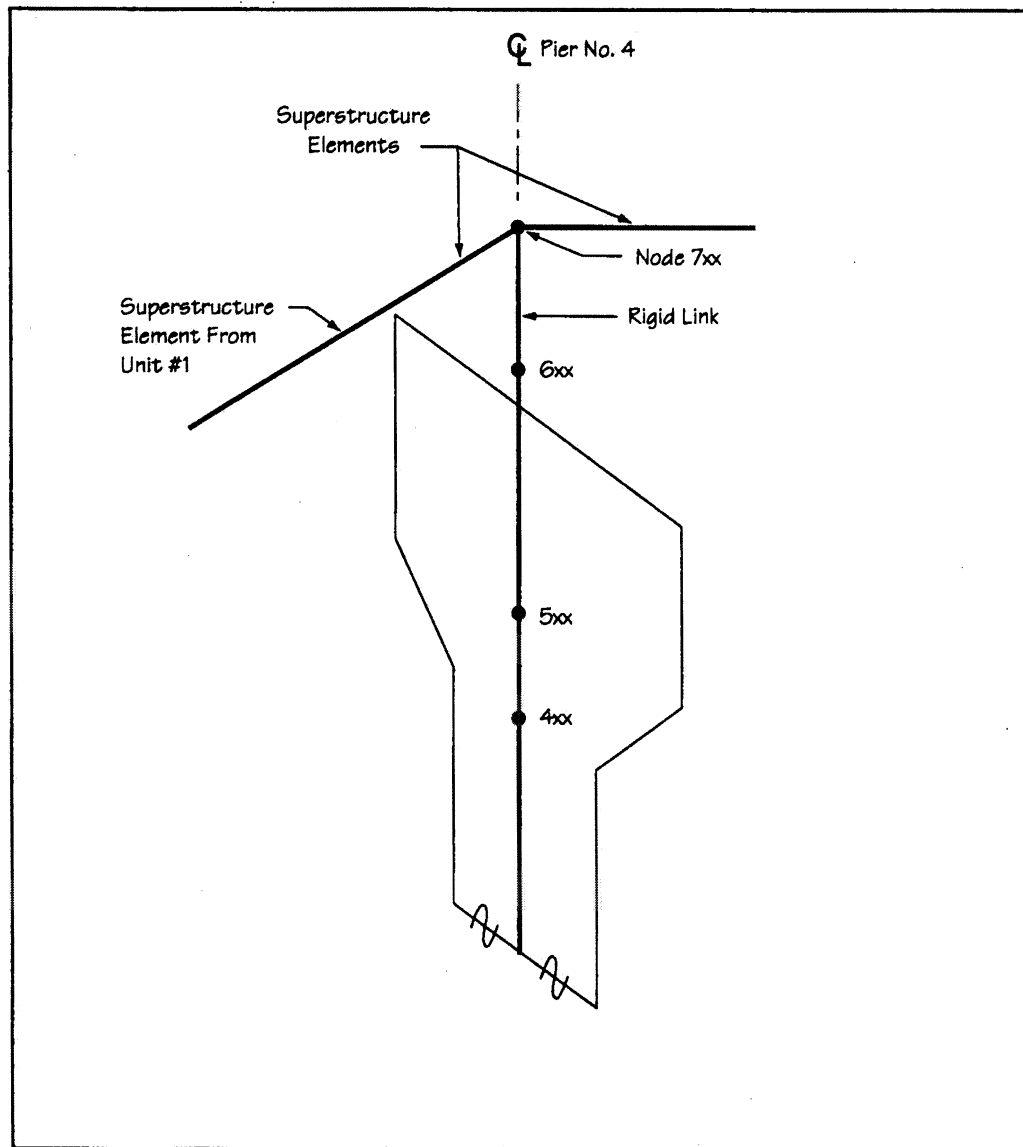 ℄ Pier No. 4
Superstructure
Elements
Node 7xx
Superstructure
Element From
Unit #1
Rigid Link
6xx
5xx
4xx